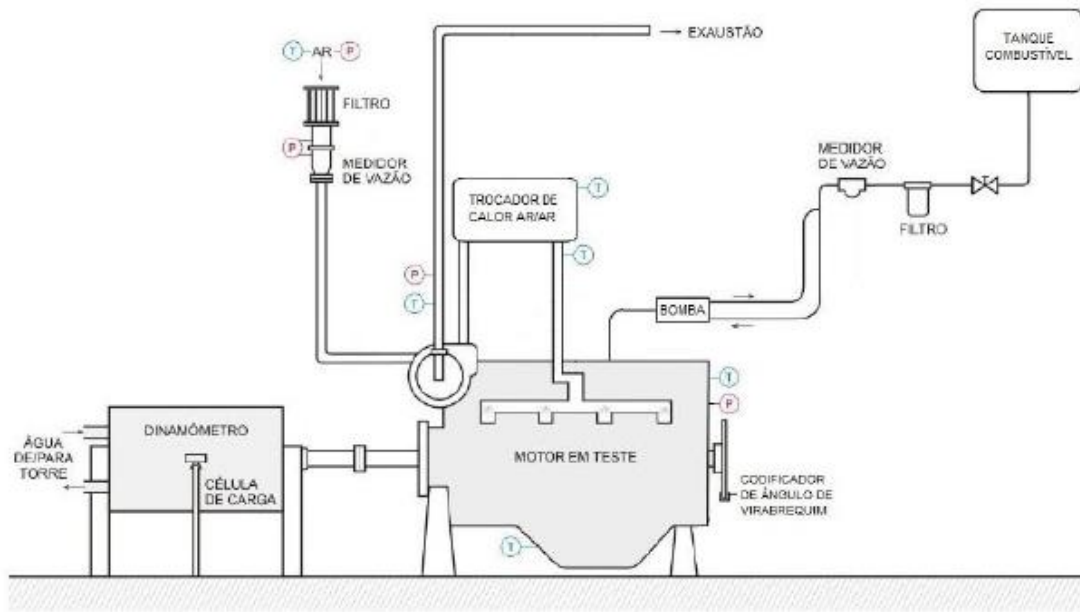 EXAUSTÃO
TANQUE
COMBUSTÍVEL
T AR P
FILTRO
P
MEDIDOR
DE VAZÃO
MEDIDOR
DE VAZÃO
TROCADOR DE
CALOR AR/AR
T
FILTRO
T
P
T
BOMBA
T
P
DINAMÔMETRO
ÁGUA
DE/PARA
TORRE
CÉLULA
DE CARGA
MOTOR EM TESTE
CODIFICADOR
DE ÂNGULO DE
VIRABREQUIM
T